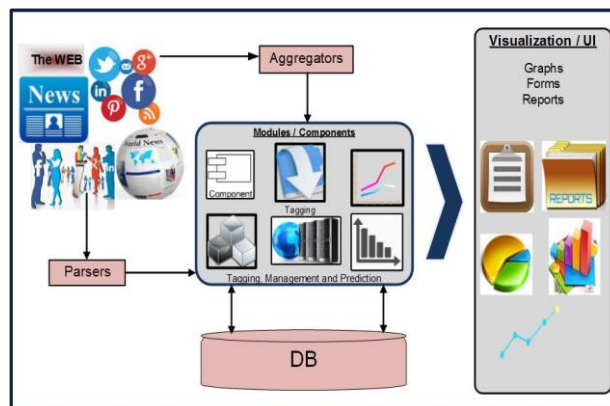 The WEB
News
World News
Aggregators
Parsers
Modules / Components
Component
Tagging
Tagging, Management and Prediction
DB
Visualization / UI
Graphs
Forms
Reports
REPORTS